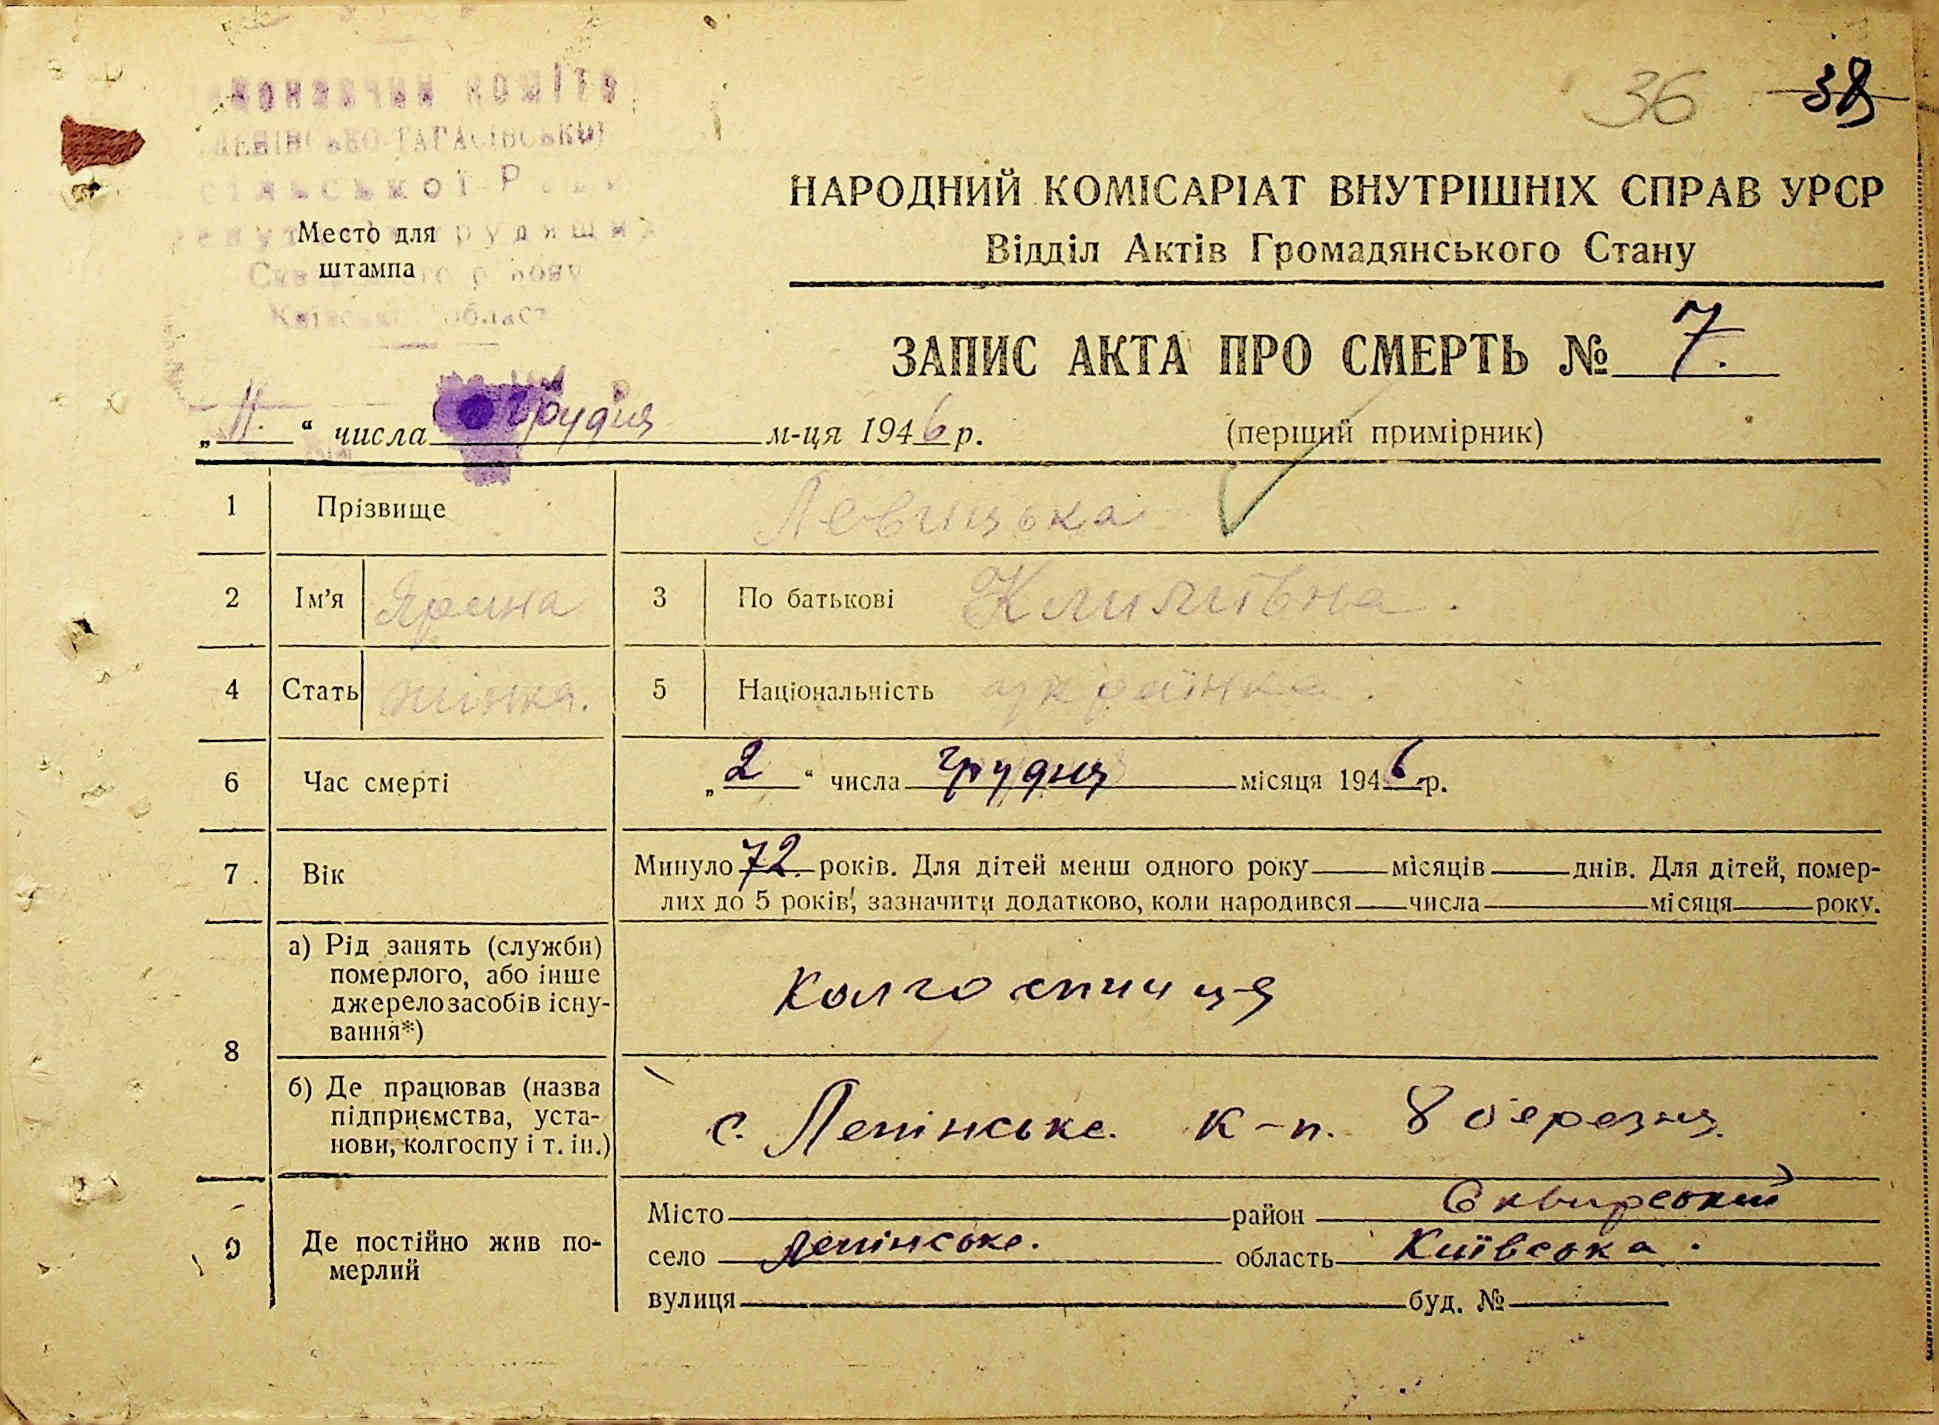 36 38
сільської Ради
Место для
штампа
НАРОДНИЙ КОМІСАРІАТ ВНУТРІШНІХ СПРАВ УРСР
Відділ Актів Громадянського Стану
ЗАПИС АКТА ПРО СМЕРТЬ № 7.
„ 11. “ числа грудня м-ця 1946 р. (перший примірник)
1 Прізвище Левицька
2 Ім’я Ярина 3 По батькові Климівна.
4 Стать жінка. 5 Національність українка.
6 Час смерті „ 2 “ числа грудня місяця 1946 р.
7 Вік Минуло 72 років. Для дітей менш одного року місяців днів. Для дітей, помер-
лих до 5 років, зазначити додатково, коли народився числа місяця року.
8 а) Рід занять (служби)
померлого, або інше
джерело засобів існу-
вання*)
колгоспниця
б) Де працював (назва
підприємства, уста-
нови, колгоспу і т. ін.)
с. Ленінське. к-п. 8 березня.
9 Де постійно жив по-
мерлий
Місто район Сквирський
село Ленінське. область Київська.
вулиця буд. №